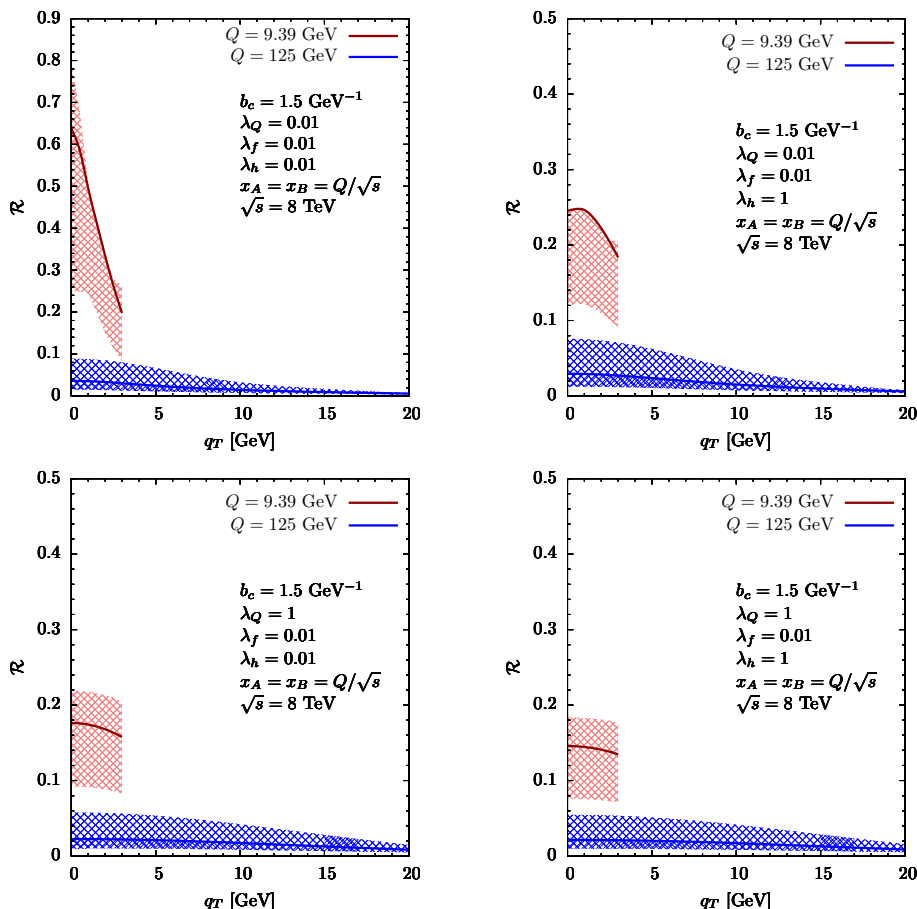 0.9
0.8
0.7
0.6
0.5
0.4
0.3
0.2
0.1
0
ℛ
Q = 9.39 GeV
Q = 125 GeV
b_c = 1.5 GeV⁻¹
λ_Q = 0.01
λ_f = 0.01
λ_h = 0.01
x_A = x_B = Q/√s
√s = 8 TeV
0 5 10 15 20
q_T [GeV]
0.5
0.4
0.3
0.2
0.1
0
ℛ
Q = 9.39 GeV
Q = 125 GeV
b_c = 1.5 GeV⁻¹
λ_Q = 0.01
λ_f = 0.01
λ_h = 1
x_A = x_B = Q/√s
√s = 8 TeV
0 5 10 15 20
q_T [GeV]
0.5
0.4
0.3
0.2
0.1
0
ℛ
Q = 9.39 GeV
Q = 125 GeV
b_c = 1.5 GeV⁻¹
λ_Q = 1
λ_f = 0.01
λ_h = 0.01
x_A = x_B = Q/√s
√s = 8 TeV
0 5 10 15 20
q_T [GeV]
0.5
0.4
0.3
0.2
0.1
0
ℛ
Q = 9.39 GeV
Q = 125 GeV
b_c = 1.5 GeV⁻¹
λ_Q = 1
λ_f = 0.01
λ_h = 1
x_A = x_B = Q/√s
√s = 8 TeV
0 5 10 15 20
q_T [GeV]